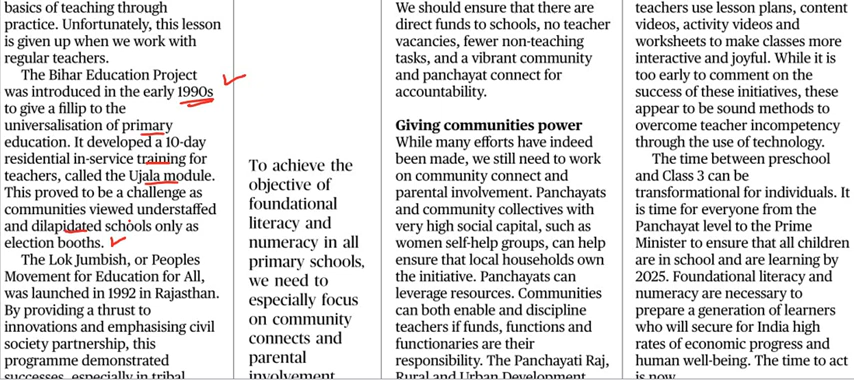 basics of teaching through
practice. Unfortunately, this lesson
is given up when we work with
regular teachers.
The Bihar Education Project
was introduced in the early 1990s
to give a fillip to the
universalisation of primary
education. It developed a 10-day
residential in-service training for
teachers, called the Ujala module.
This proved to be a challenge as
communities viewed understaffed
and dilapidated schools only as
election booths.
The Lok Jumbish, or Peoples
Movement for Education for All,
was launched in 1992 in Rajasthan.
By providing a thrust to
innovations and emphasising civil
society partnership, this
programme demonstrated
successes, especially in tribal
To achieve the
objective of
foundational
literacy and
numeracy in all
primary schools,
we need to
especially focus
on community
connects and
parental
involvement
We should ensure that there are
direct funds to schools, no teacher
vacancies, fewer non-teaching
tasks, and a vibrant community
and panchayat connect for
accountability.
Giving communities power
While many efforts have indeed
been made, we still need to work
on community connect and
parental involvement. Panchayats
and community collectives with
very high social capital, such as
women self-help groups, can help
ensure that local households own
the initiative. Panchayats can
leverage resources. Communities
can both enable and discipline
teachers if funds, functions and
functionaries are their
responsibility. The Panchayati Raj,
Rural and Urban Development
teachers use lesson plans, content
videos, activity videos and
worksheets to make classes more
interactive and joyful. While it is
too early to comment on the
success of these initiatives, these
appear to be sound methods to
overcome teacher incompetency
through the use of technology.
The time between preschool
and Class 3 can be
transformational for individuals. It
is time for everyone from the
Panchayat level to the Prime
Minister to ensure that all children
are in school and are learning by
2025. Foundational literacy and
numeracy are necessary to
prepare a generation of learners
who will secure for India high
rates of economic progress and
human well-being. The time to act
is now.